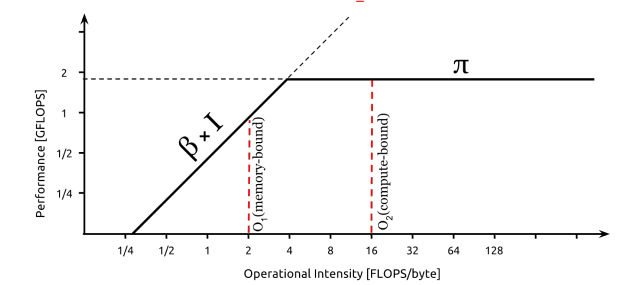 π
2
1
1/2
1/4
β × I
O1(memory-bound)
O2(compute-bound)
Performance [GFLOPS]
1/4 1/2 1 2 4 8 16 32 64 128
Operational Intensity [FLOPS/byte]